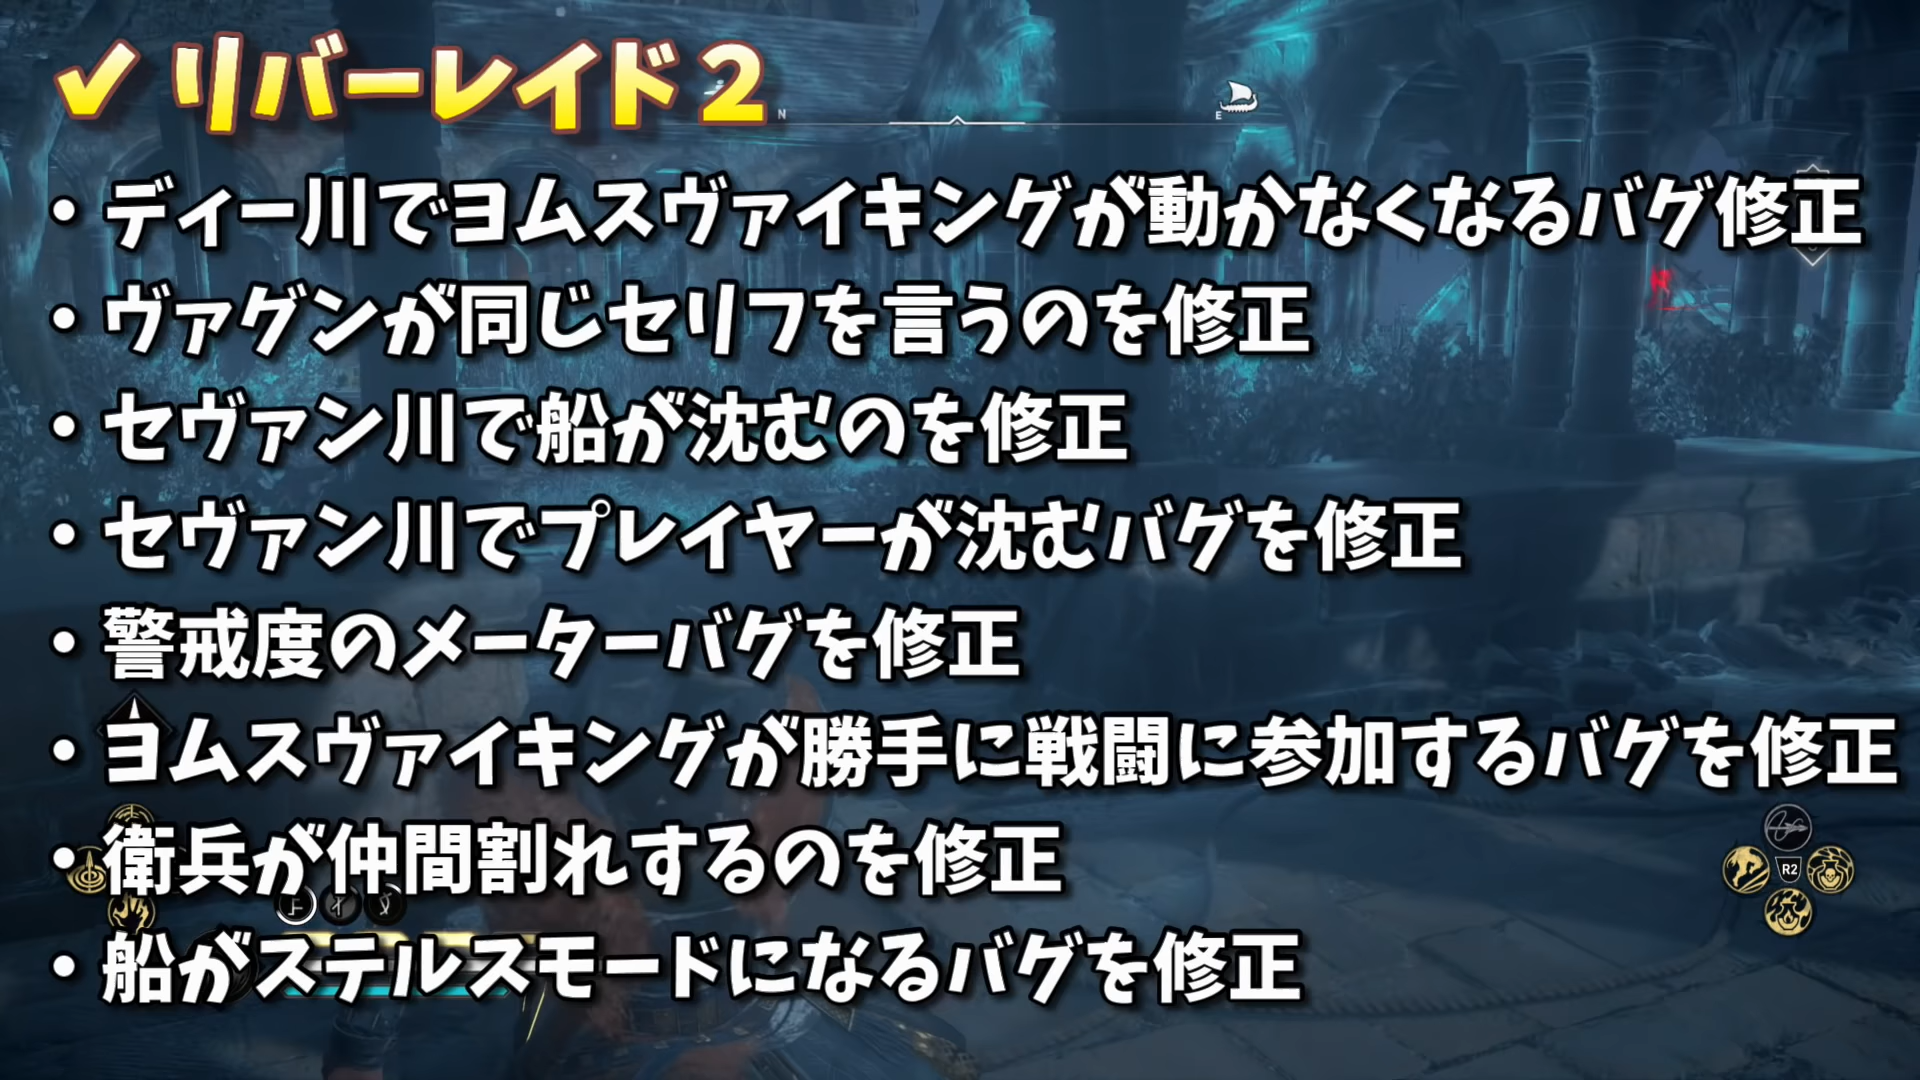 ✓リバーレイド2
N
E
・ディー川でヨムスヴァイキングが動かなくなるバグ修正
・ヴァグンが同じセリフを言うのを修正
・セヴァン川で船が沈むのを修正
・セヴァン川でプレイヤーが沈むバグを修正
・警戒度のメーターバグを修正
・ヨムスヴァイキングが勝手に戦闘に参加するバグを修正
・衛兵が仲間割れするのを修正
R2
・船がステルスモードになるバグを修正